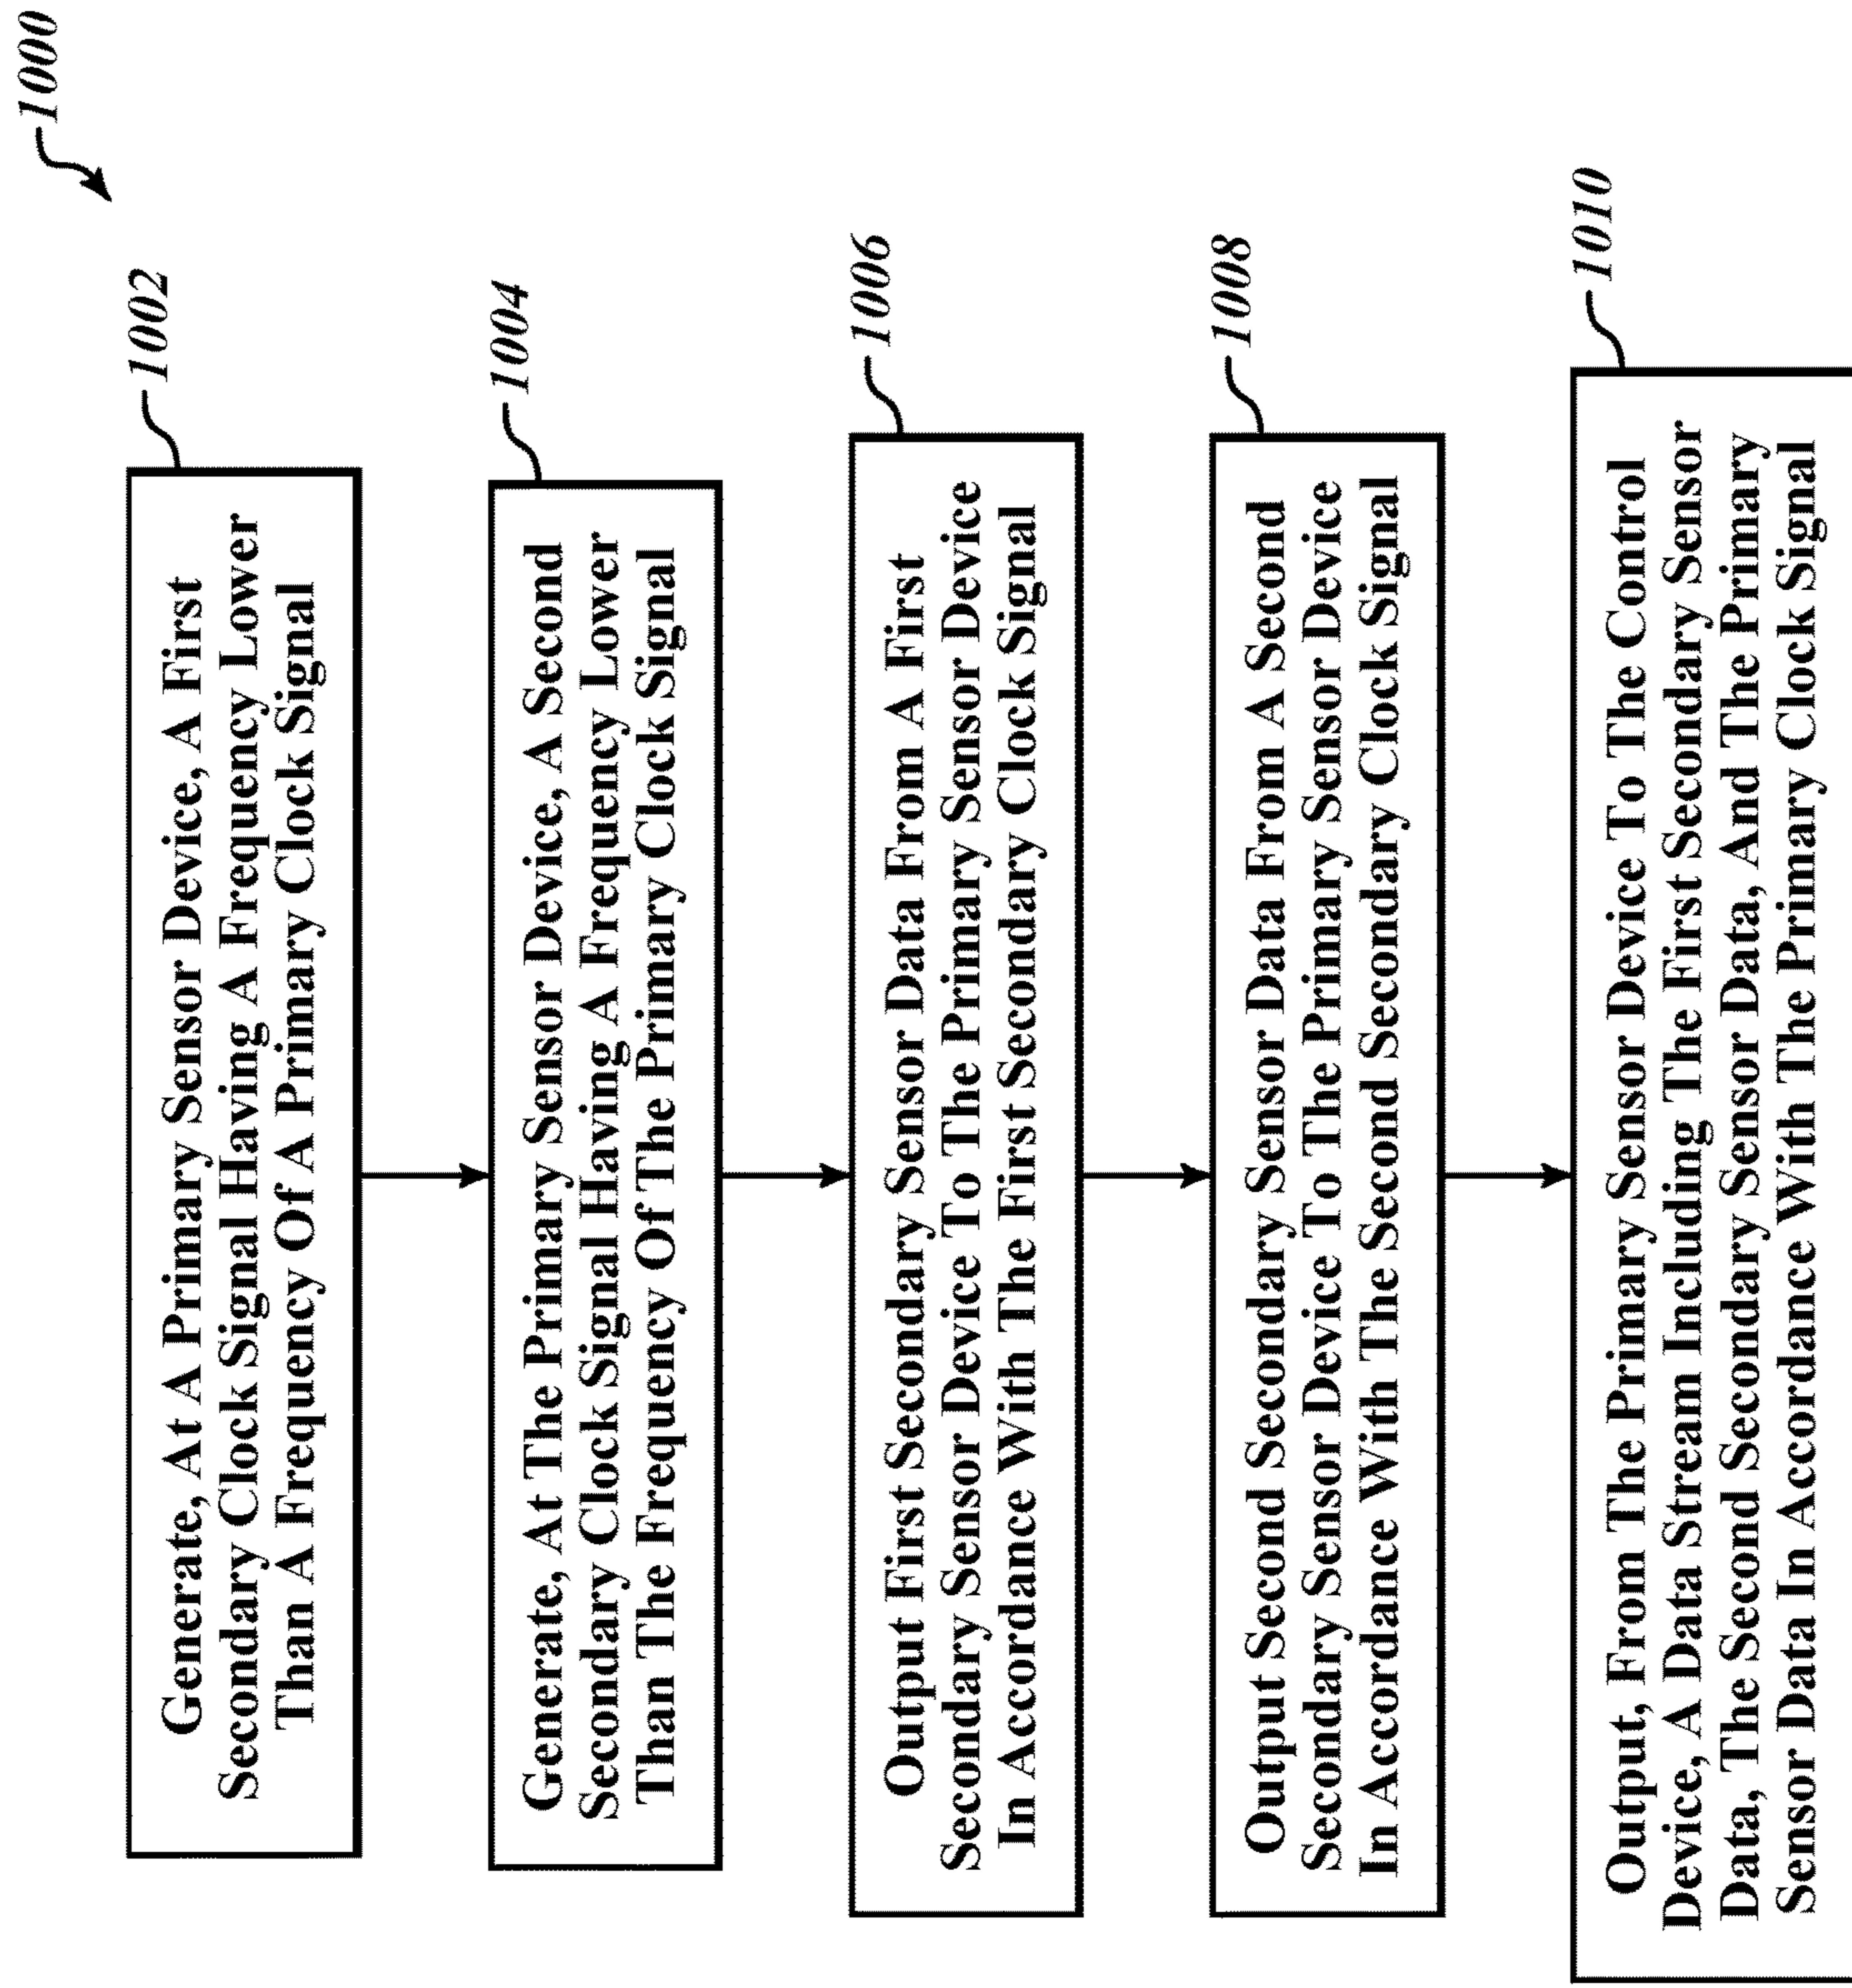 1000
1002
Generate, At A Primary Sensor Device, A First
Secondary Clock Signal Having A Frequency Lower
Than A Frequency Of A Primary Clock Signal
1004
Generate, At The Primary Sensor Device, A Second
Secondary Clock Signal Having A Frequency Lower
Than The Frequency Of The Primary Clock Signal
1006
Output First Secondary Sensor Data From A First
Secondary Sensor Device To The Primary Sensor Device
In Accordance With The First Secondary Clock Signal
1008
Output Second Secondary Sensor Data From A Second
Secondary Sensor Device To The Primary Sensor Device
In Accordance With The Second Secondary Clock Signal
1010
Output, From The Primary Sensor Device To The Control
Device, A Data Stream Including The First Secondary Sensor
Data, The Second Secondary Sensor Data, And The Primary
Sensor Data In Accordance With The Primary Clock Signal